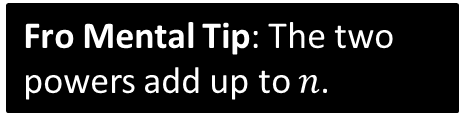 Fro Mental Tip: The two
powers add up to n.